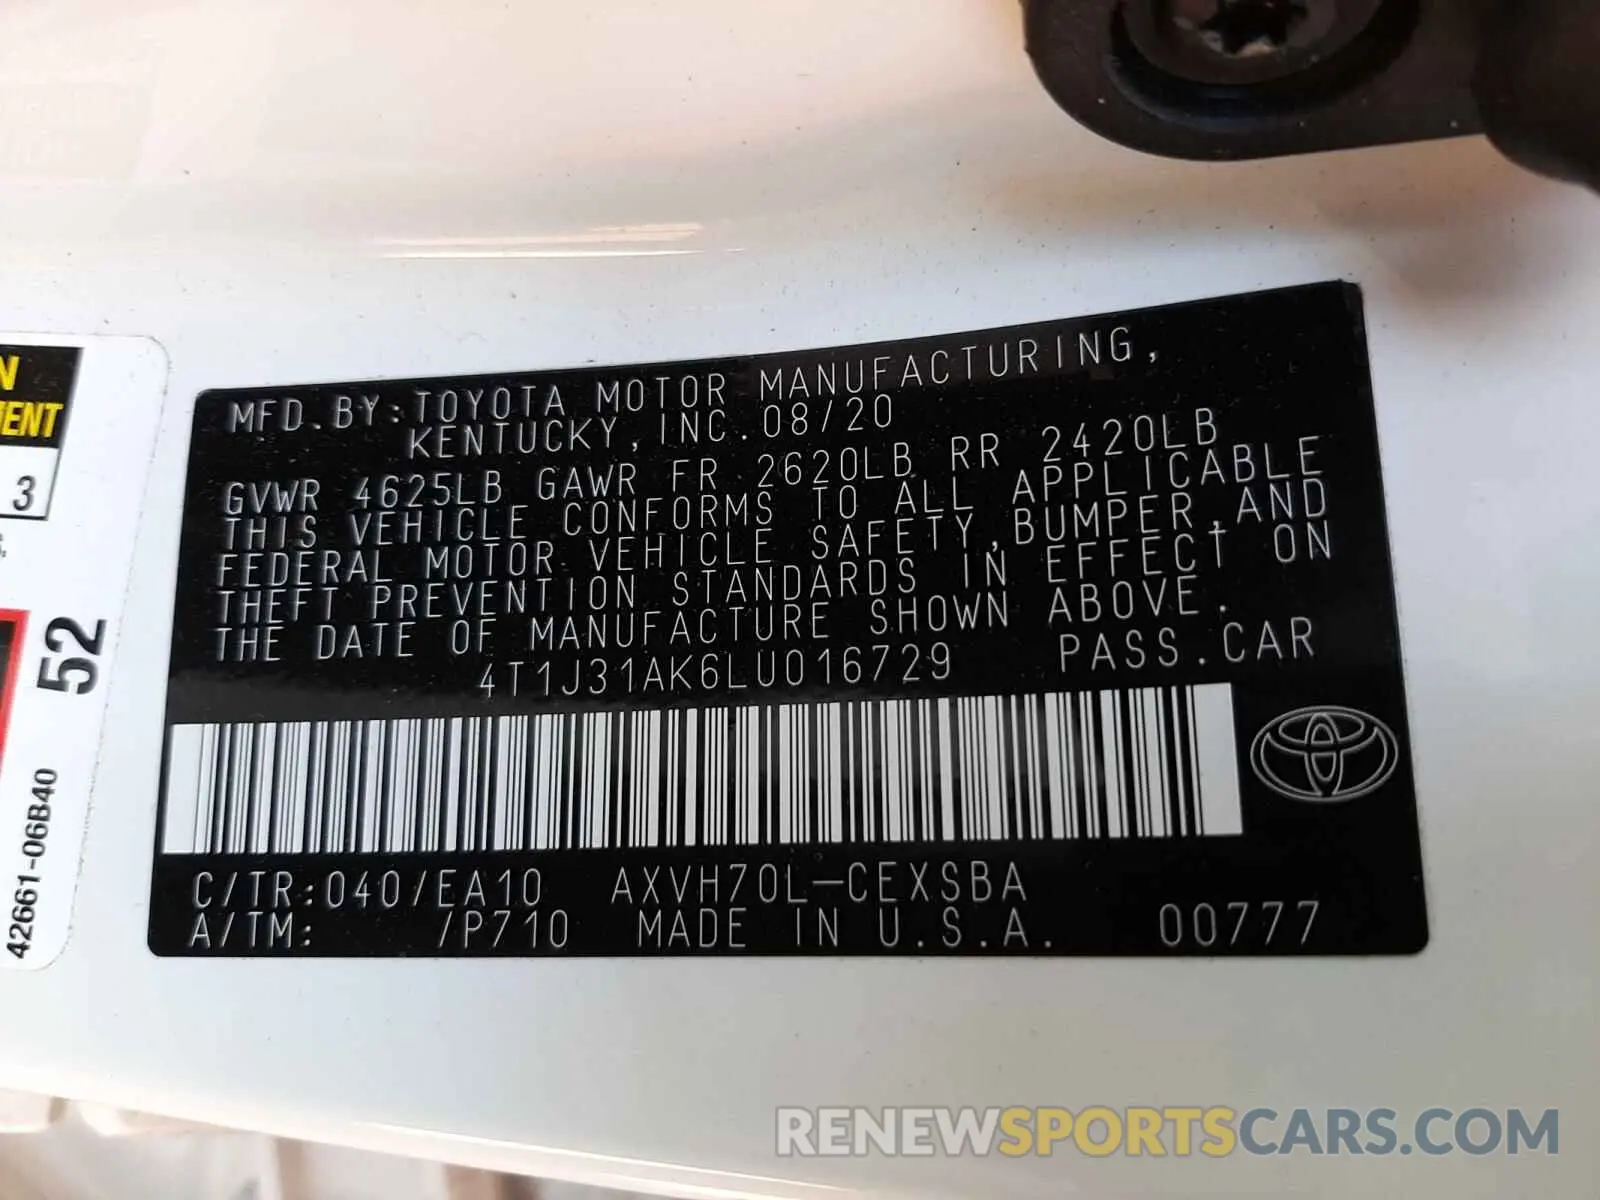 MFD.BY:TOYOTA MOTOR MANUFACTURING,
KENTUCKY,INC.08/20
GVWR 4625LB GAWR FR 2620LB RR 2420LB
THIS VEHICLE CONFORMS TO ALL APPLICABLE
FEDERAL MOTOR VEHICLE SAFETY,BUMPER,AND
THEFT PREVENTION STANDARDS IN EFFECT ON
THE DATE OF MANUFACTURE SHOWN ABOVE.
4T1J31AK6LU016729 PASS.CAR
C/TR:040/EA10 AXVH70L-CEXSBA
A/TM: /P710 MADE IN U.S.A. 00777
N
MENT
3
52
42661-06B40
RENEWSPORTSCARS.COM